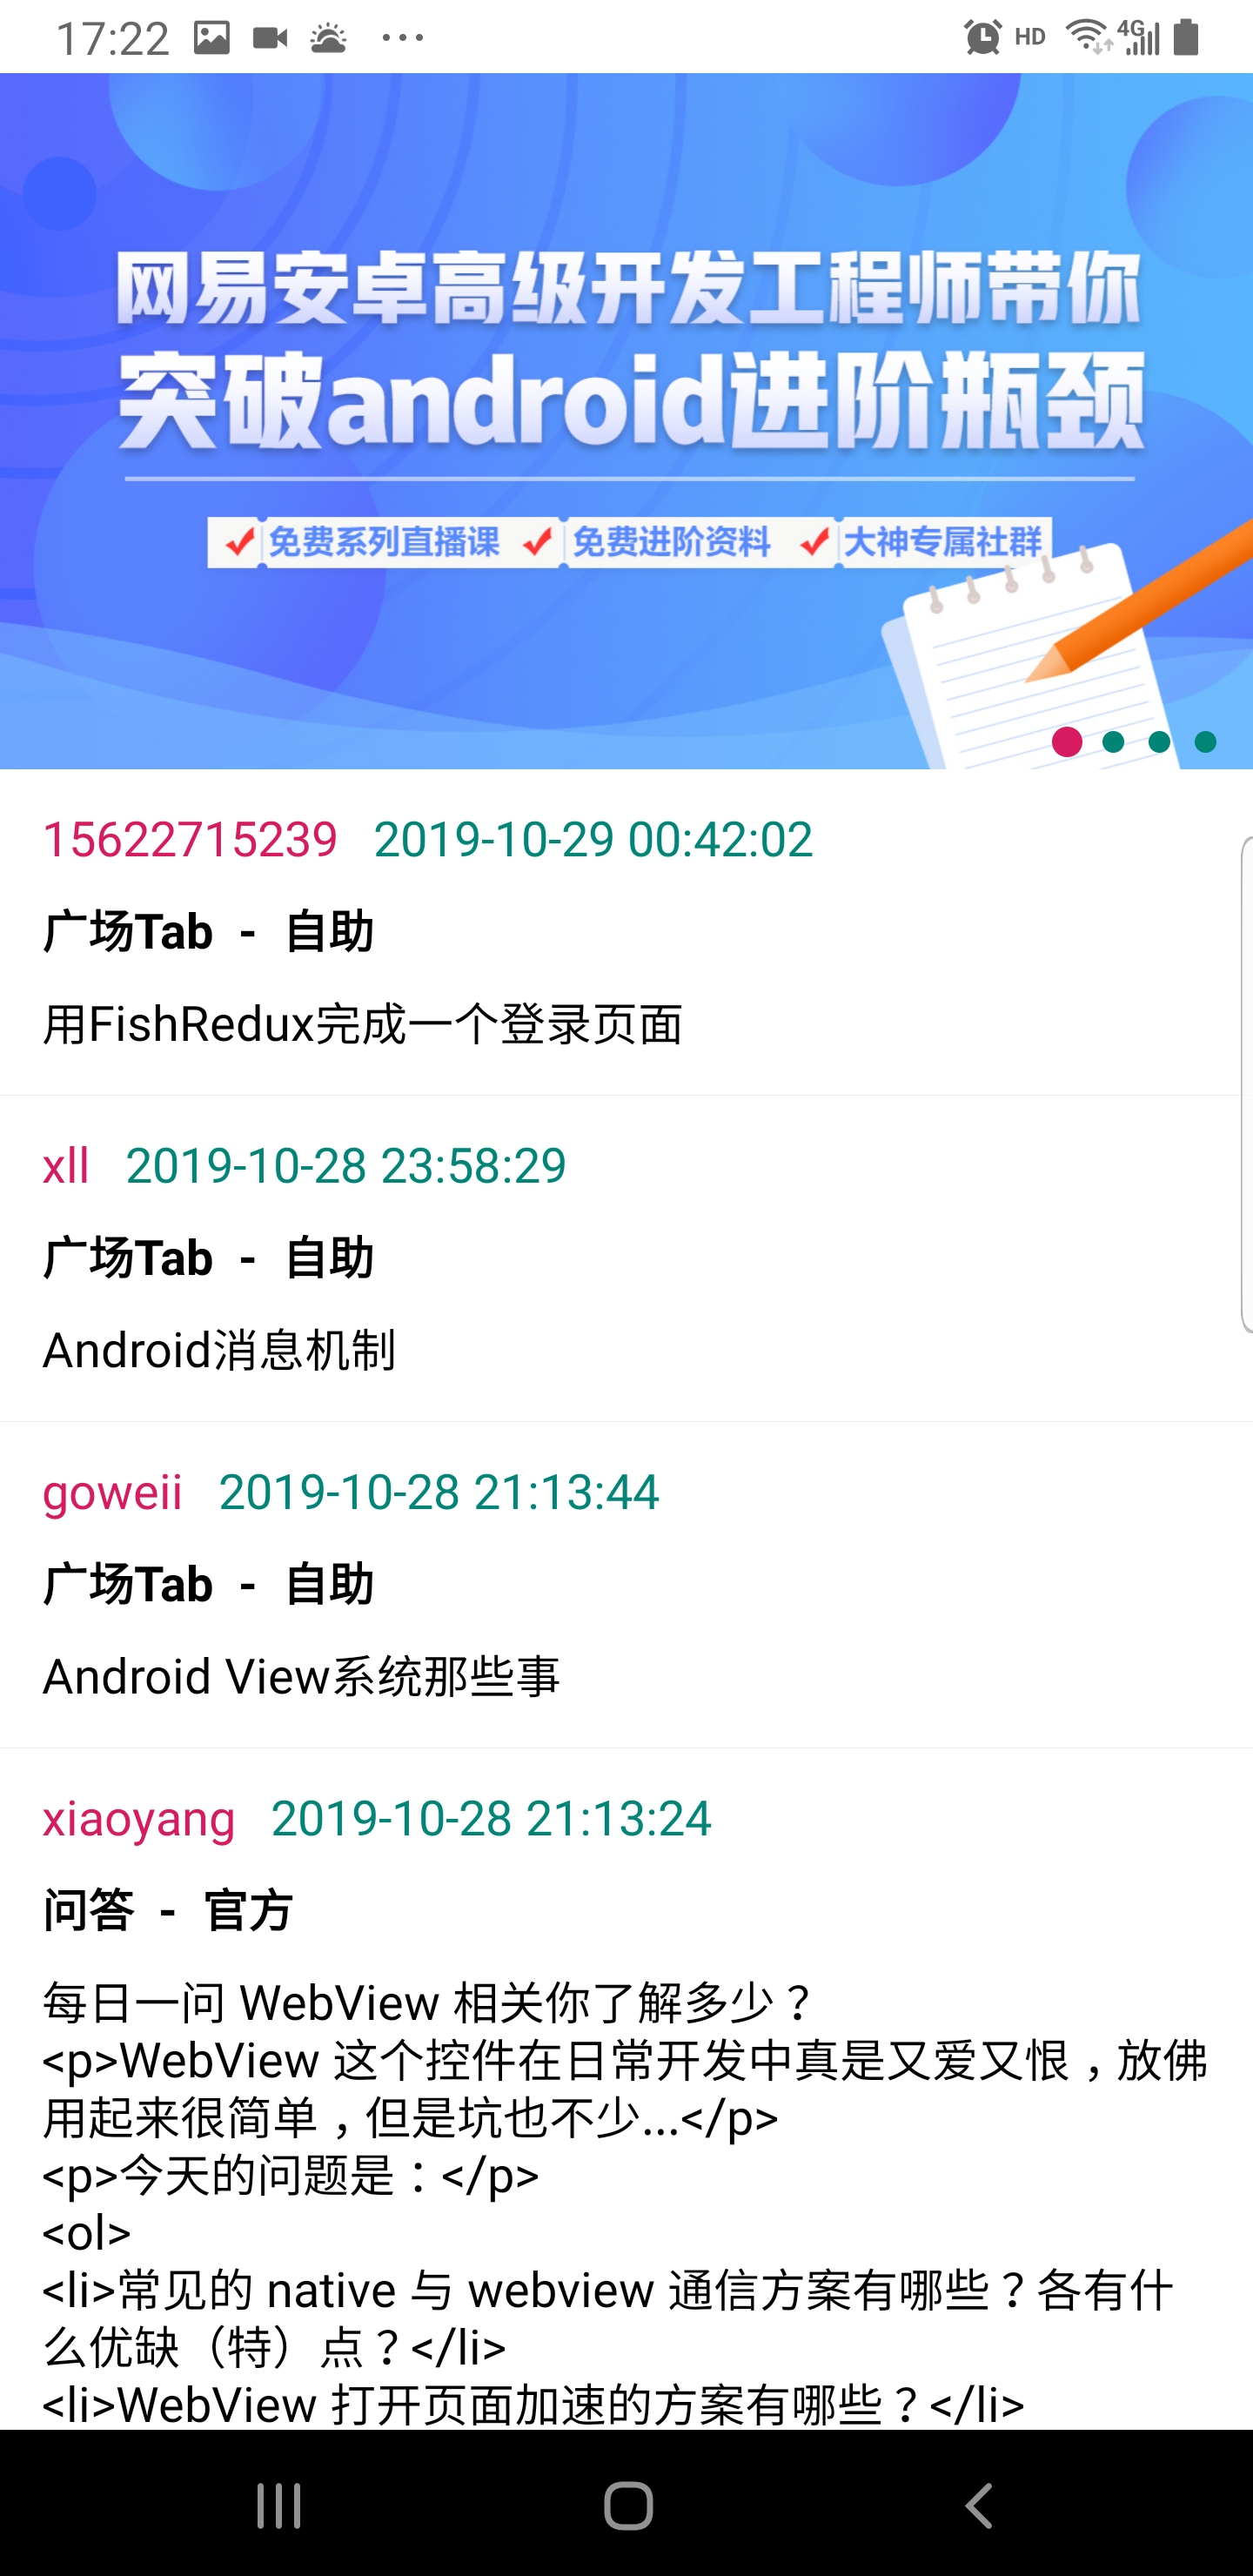 17:22 HD 4G
网易安卓高级开发工程师带你
突破android进阶瓶颈
免费系列直播课 免费进阶资料 大神专属社群
15622715239 2019-10-29 00:42:02
广场Tab - 自助
用FishRedux完成一个登录页面
xll 2019-10-28 23:58:29
广场Tab - 自助
Android消息机制
goweii 2019-10-28 21:13:44
广场Tab - 自助
Android View系统那些事
xiaoyang 2019-10-28 21:13:24
问答 - 官方
每日一问 WebView 相关你了解多少？
<p>WebView 这个控件在日常开发中真是又爱又恨，放佛
用起来很简单，但是坑也不少...</p>
<p>今天的问题是：</p>
<ol>
<li>常见的 native 与 webview 通信方案有哪些？各有什
么优缺（特）点？</li>
<li>WebView 打开页面加速的方案有哪些？</li>